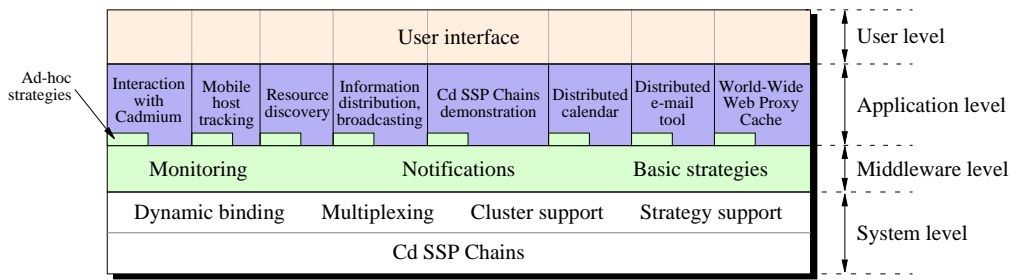 User interface
User level
Ad-hoc
strategies
Interaction
with
Cadmium
Mobile
host
tracking
Resource
discovery
Information
distribution,
broadcasting
Cd SSP Chains
demonstration
Distributed
calendar
Distributed
e-mail
tool
World-Wide
Web Proxy
Cache
Application level
Monitoring
Notifications
Basic strategies
Middleware level
Dynamic binding
Multiplexing
Cluster support
Strategy support
System level
Cd SSP Chains